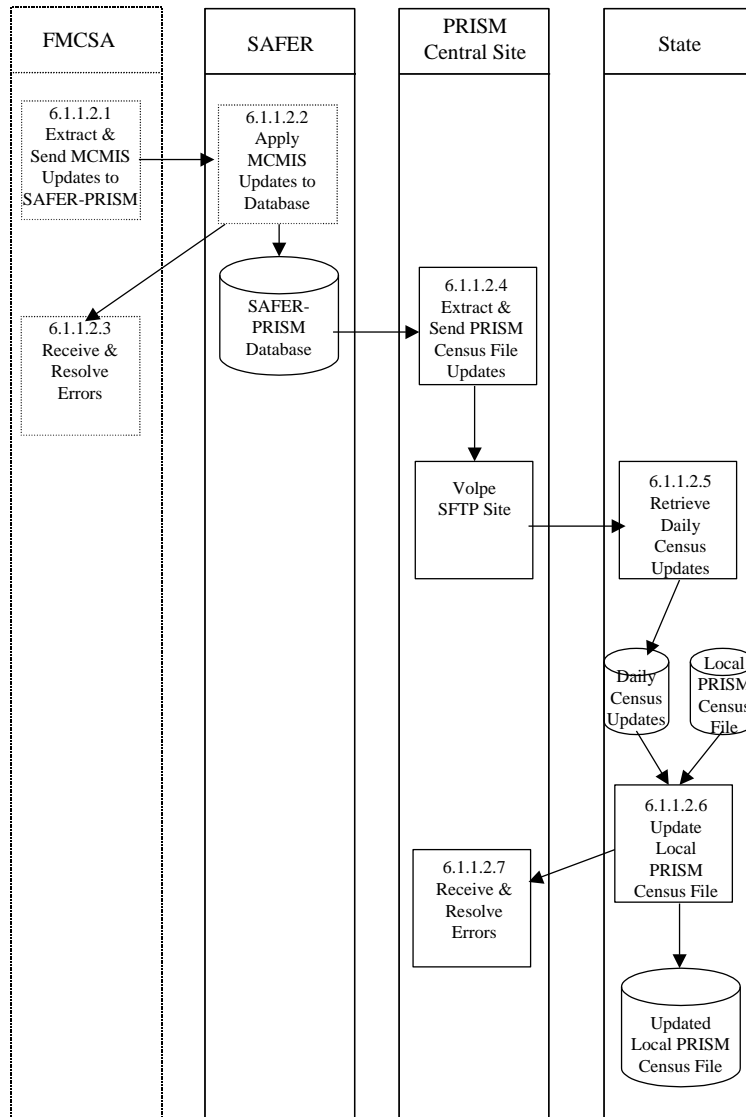 FMCSA
SAFER
PRISM
Central Site
State
6.1.1.2.1
Extract &
Send MCMIS
Updates to
SAFER-PRISM
6.1.1.2.2
Apply
MCMIS
Updates to
Database
6.1.1.2.3
Receive &
Resolve
Errors
SAFER-
PRISM
Database
6.1.1.2.4
Extract &
Send PRISM
Census File
Updates
Volpe
SFTP Site
6.1.1.2.5
Retrieve
Daily
Census
Updates
Daily
Census
Updates
Local
PRISM
Census
File
6.1.1.2.6
Update
Local
PRISM
Census File
6.1.1.2.7
Receive &
Resolve
Errors
Updated
Local PRISM
Census File